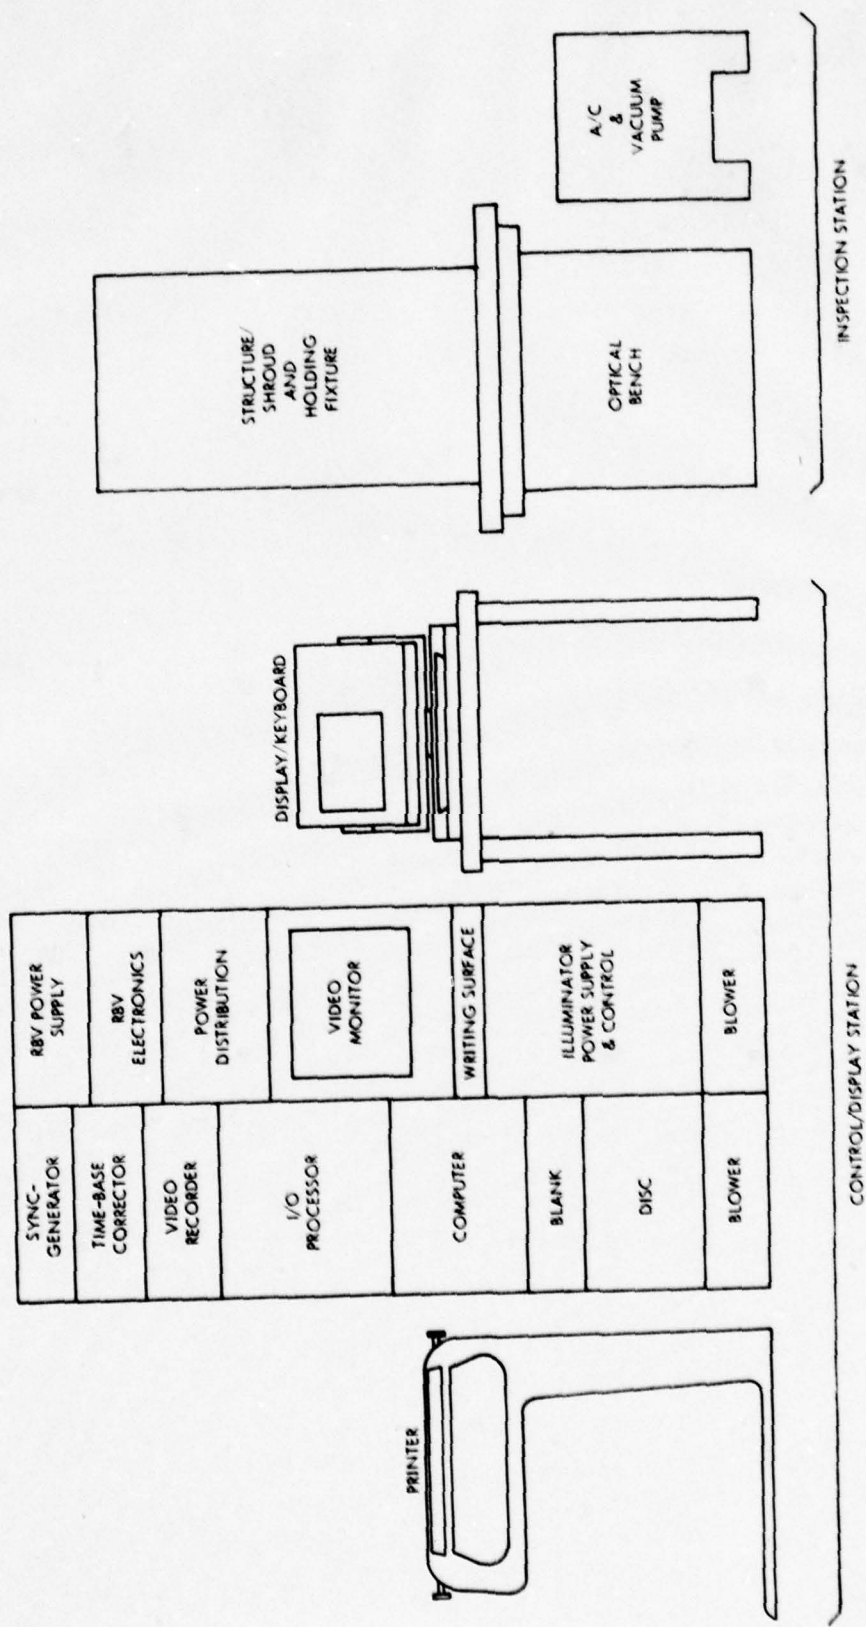 PRINTER
SYNC-
GENERATOR
TIME-BASE
CORRECTOR
VIDEO
RECORDER
I/O
PROCESSOR
COMPUTER
BLANK
DISC
BLOWER
RBV POWER
SUPPLY
RBV
ELECTRONICS
POWER
DISTRIBUTION
VIDEO
MONITOR
WRITING SURFACE
ILLUMINATOR
POWER SUPPLY
& CONTROL
BLOWER
DISPLAY/KEYBOARD
STRUCTURE/
SHROUD
AND
HOLDING
FIXTURE
OPTICAL
BENCH
A/C
&
VACUUM
PUMP
CONTROL/DISPLAY STATION
INSPECTION STATION